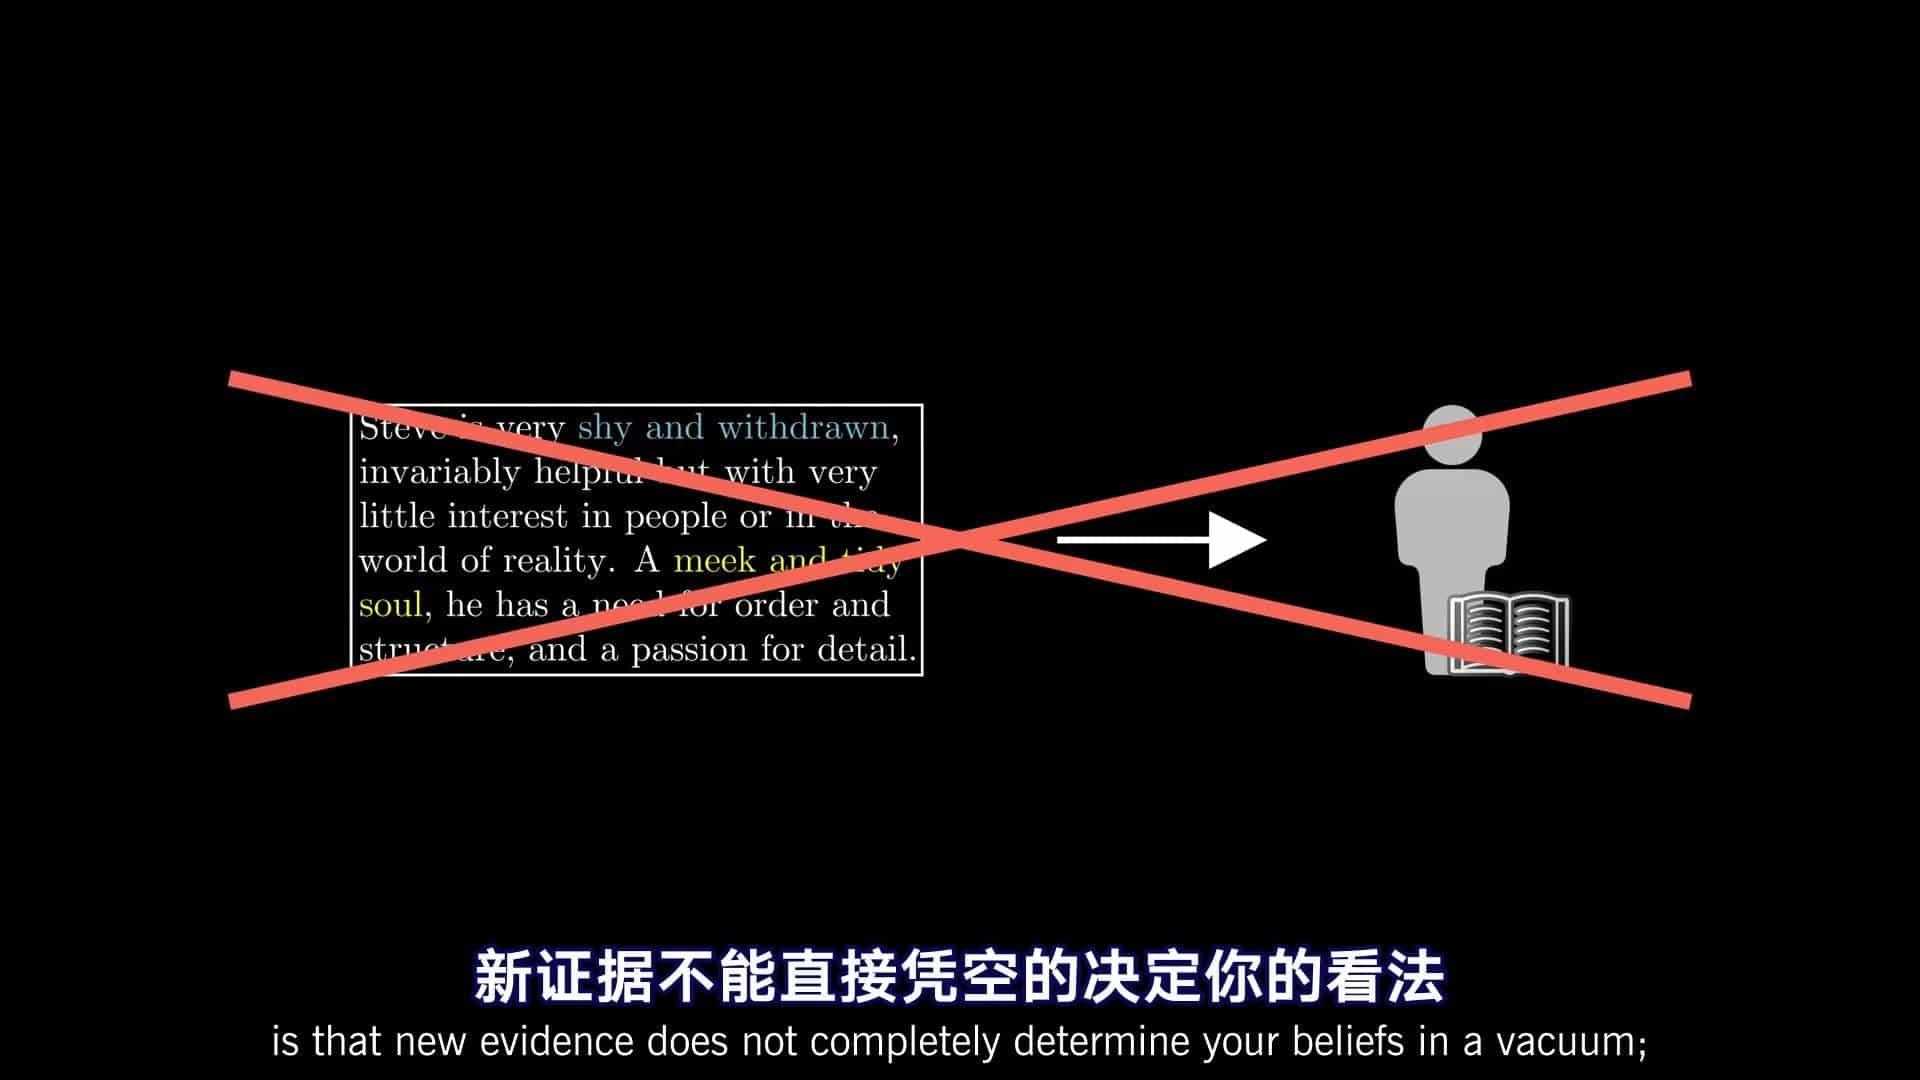 Steve is very shy and withdrawn,
invariably helpful but with very
little interest in people or in the
world of reality. A meek and tidy
soul, he has a need for order and
structure, and a passion for detail.
新证据不能直接凭空的决定你的看法
is that new evidence does not completely determine your beliefs in a vacuum;